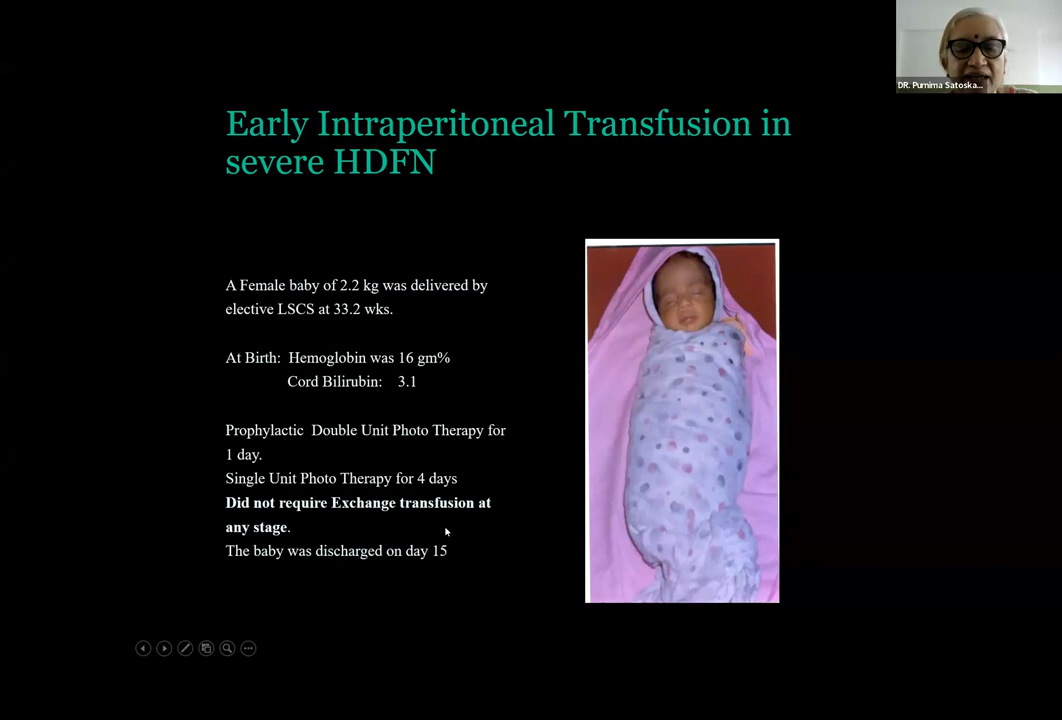 DR. Purnima Satoska...
Early Intraperitoneal Transfusion in
severe HDFN
A Female baby of 2.2 kg was delivered by
elective LSCS at 33.2 wks.
At Birth: Hemoglobin was 16 gm%
Cord Bilirubin: 3.1
Prophylactic Double Unit Photo Therapy for
1 day.
Single Unit Photo Therapy for 4 days
Did not require Exchange transfusion at
any stage.
The baby was discharged on day 15